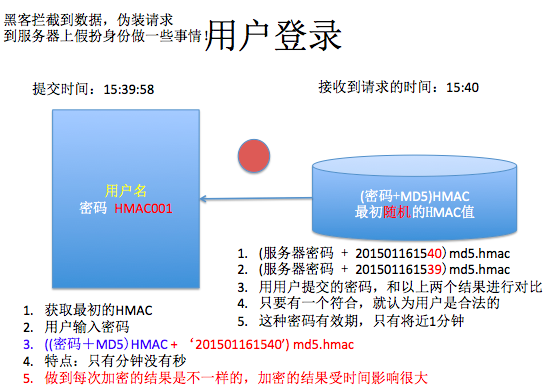 黑客拦截到数据，伪装请求
到服务器上假扮身份做一些事情！
用户登录
提交时间：15:39:58
接收到请求的时间：15:40
用户名
密码 HMAC001
(密码+MD5)HMAC
最初随机的HMAC值
1. (服务器密码 + 201501161540）md5.hmac
2. (服务器密码 + 201501161539）md5.hmac
3. 用用户提交的密码，和以上两个结果进行对比
4. 只要有一个符合，就认为用户是合法的
5. 这种密码有效期，只有将近1分钟
1. 获取最初的HMAC
2. 用户输入密码
3. ((密码＋MD5）HMAC + ‘201501161540’) md5.hmac
4. 特点：只有分钟没有秒
5. 做到每次加密的结果是不一样的，加密的结果受时间影响很大